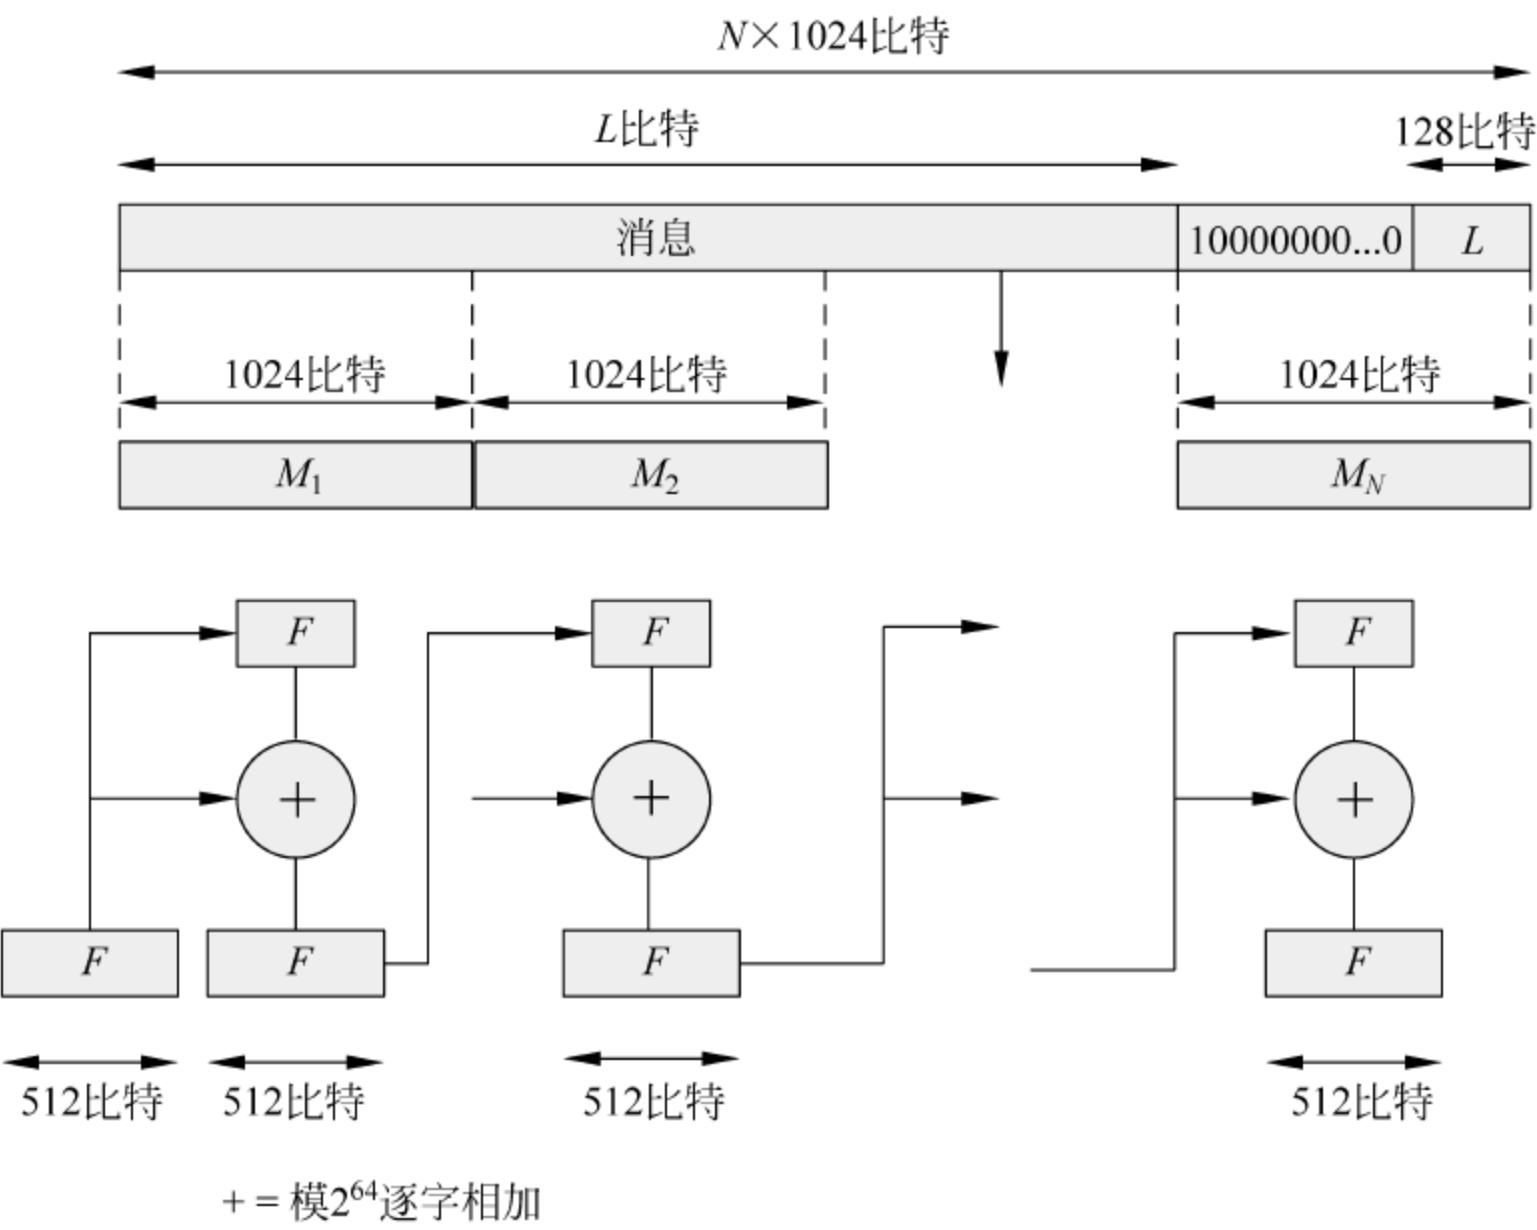 N×1024比特
L比特
128比特
消息
10000000...0
L
1024比特
1024比特
1024比特
M₁
M₂
M_N
F
F
F
+
+
+
F
F
F
F
512比特
512比特
512比特
512比特
+ = 模2⁶⁴逐字相加